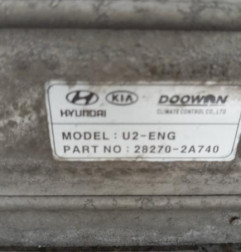 HYUNDAI KIA DOOWON
CLIMATE CONTROL CO., LTD
MODEL : U2-ENG
PART NO : 28270-2A740